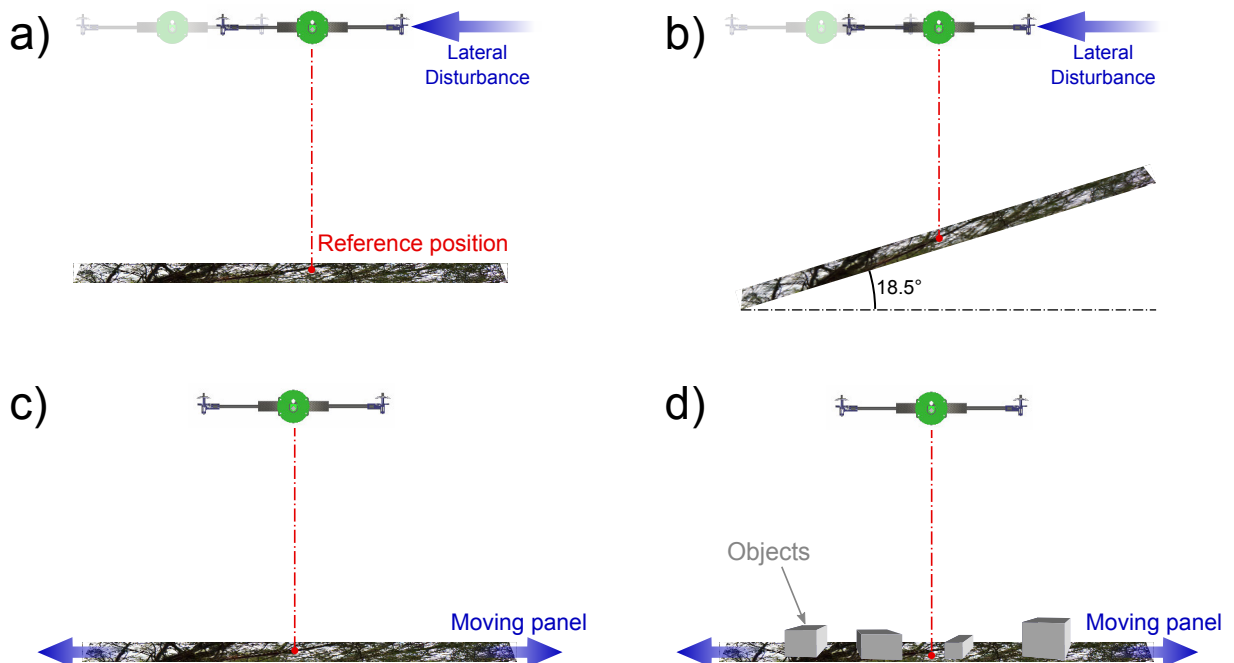 a)
Lateral
Disturbance
Reference position
b)
Lateral
Disturbance
18.5°
c)
Moving panel
d)
Objects
Moving panel